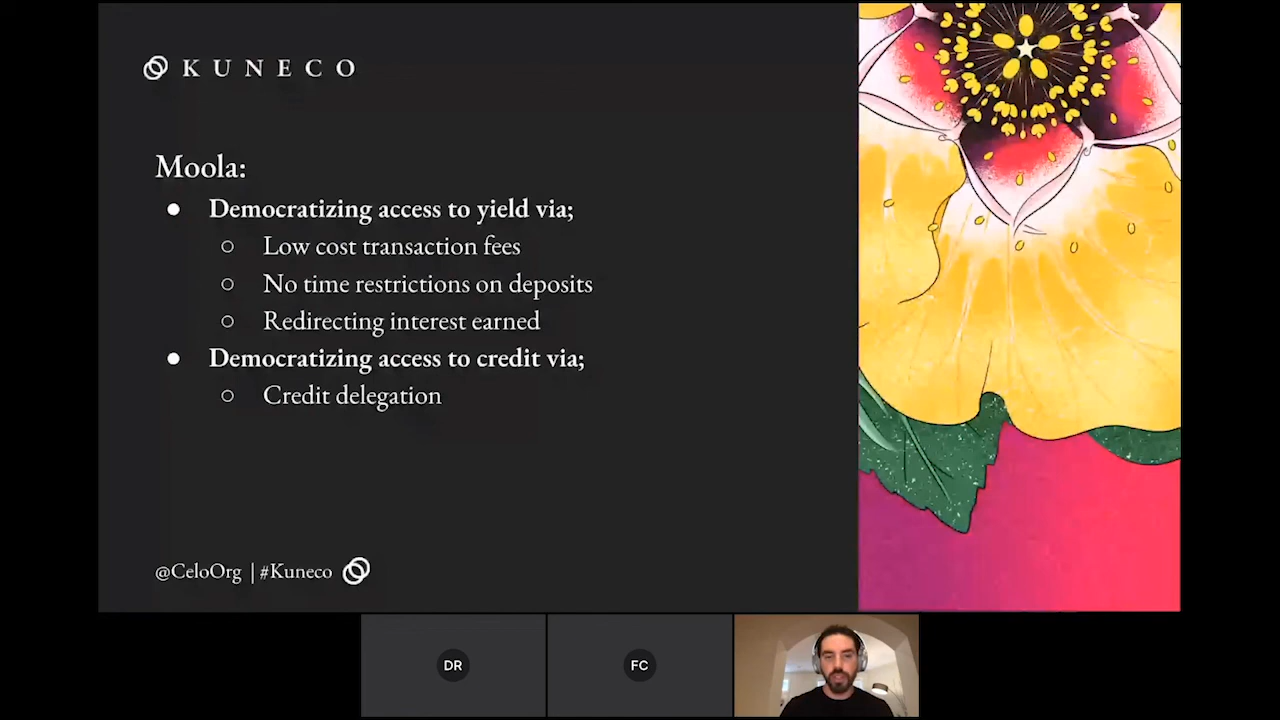 KUNECO
Moola:
● Democratizing access to yield via;
○ Low cost transaction fees
○ No time restrictions on deposits
○ Redirecting interest earned
● Democratizing access to credit via;
○ Credit delegation
@CeloOrg | #Kuneco
DR
FC